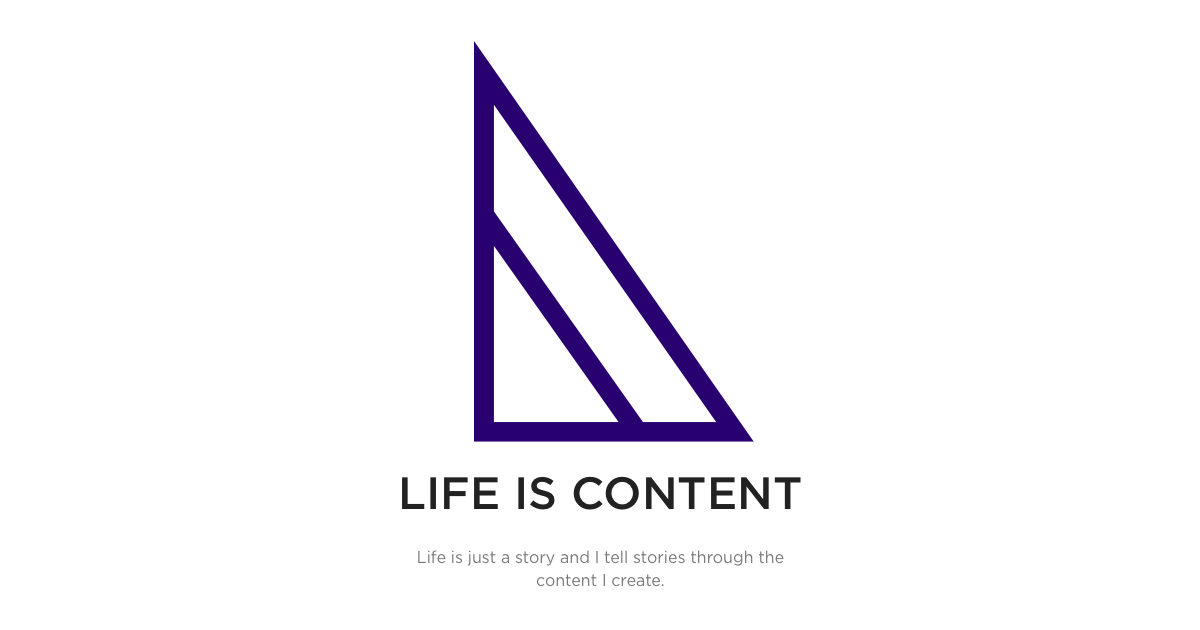 LIFE IS CONTENT
Life is just a story and I tell stories through the
content I create.